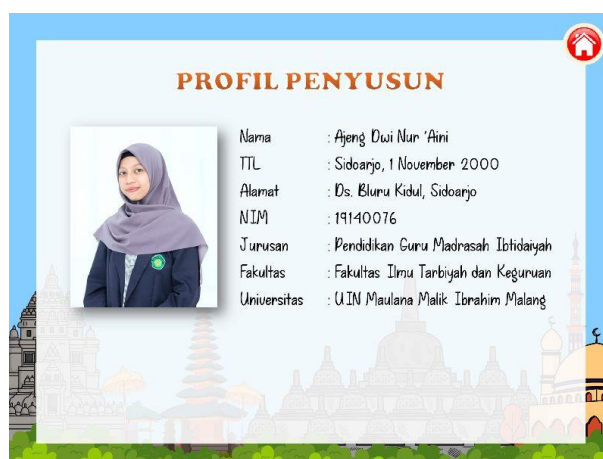 PROFIL PENYUSUN
Nama : Ajeng Dwi Nur 'Aini
TTL : Sidoarjo, 1 November 2000
Alamat : Ds. Bluru Kidul, Sidoarjo
NIM : 19140076
Jurusan : Pendidikan Guru Madrasah Ibtidaiyah
Fakultas : Fakultas Ilmu Tarbiyah dan Keguruan
Universitas : UIN Maulana Malik Ibrahim Malang